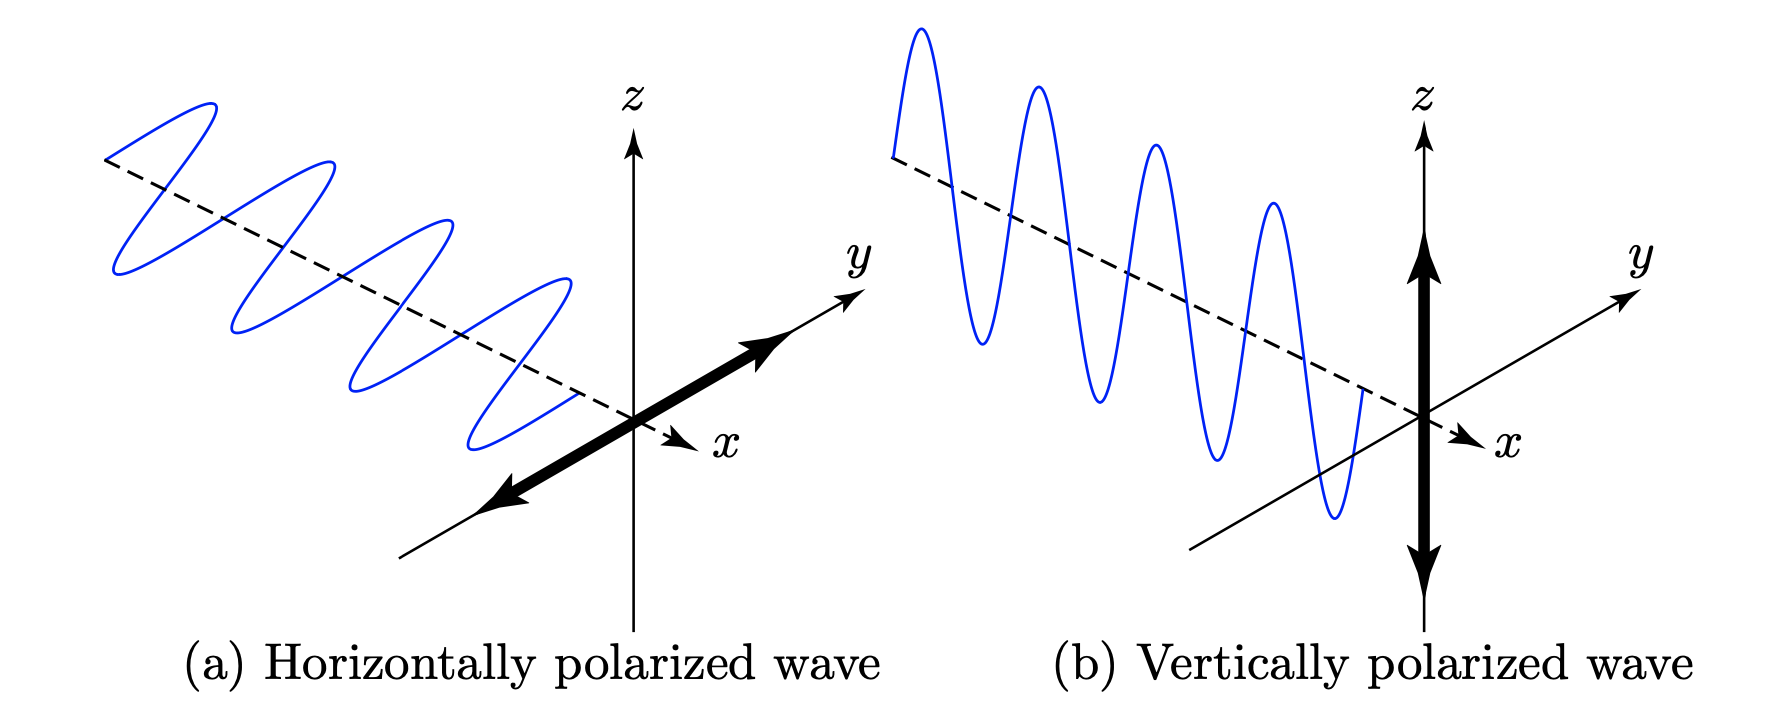 z
y
x
(a) Horizontally polarized wave
z
y
x
(b) Vertically polarized wave